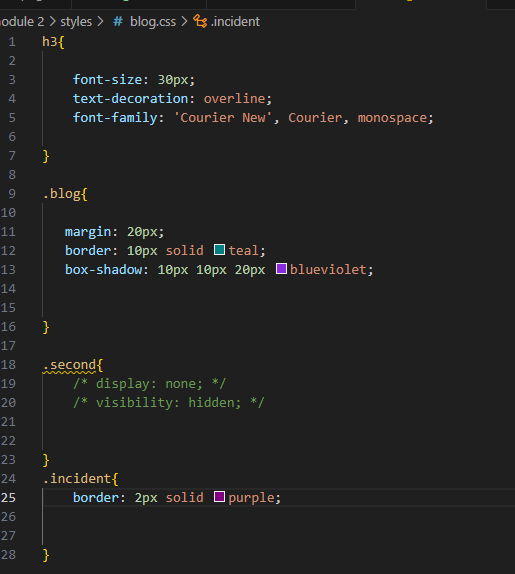 odule 2 > styles > # blog.css > .incident
1 h3{
2
3 font-size: 30px;
4 text-decoration: overline;
5 font-family: 'Courier New', Courier, monospace;
6
7 }
8
9 .blog{
10
11 margin: 20px;
12 border: 10px solid teal;
13 box-shadow: 10px 10px 20px blueviolet;
14
15
16 }
17
18 .second{
19 /* display: none; */
20 /* visibility: hidden; */
21
22
23 }
24 .incident{
25 border: 2px solid purple;
26
27
28 }